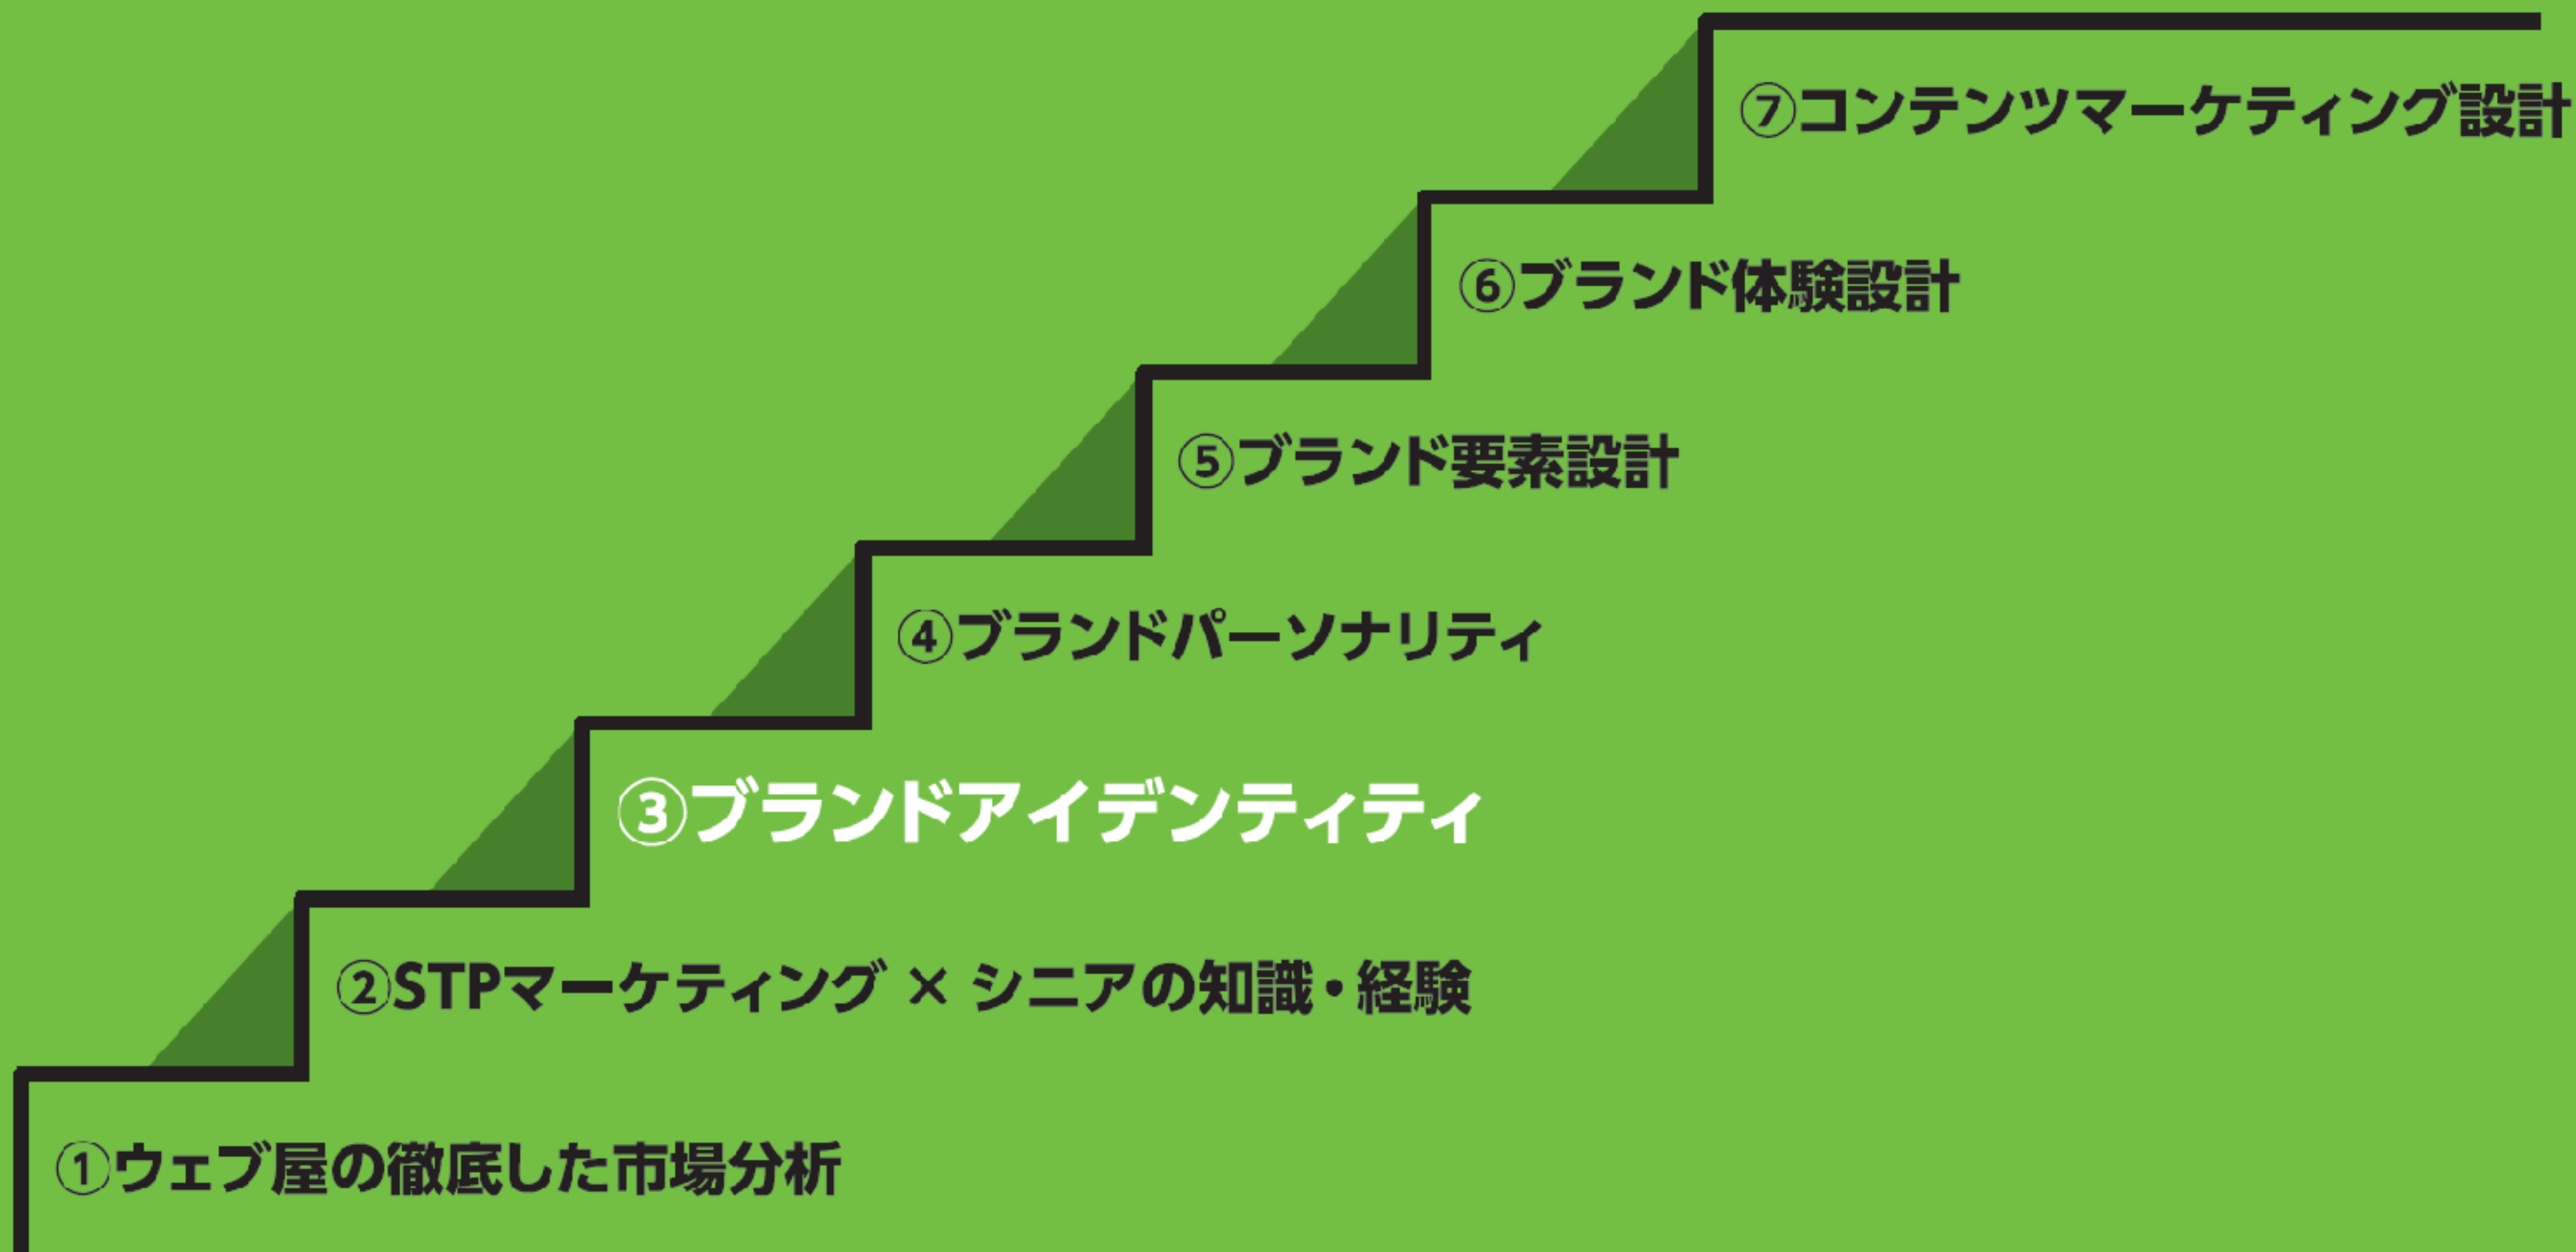 ⑦コンテンツマーケティング設計
⑥ブランド体験設計
⑤ブランド要素設計
④ブランドパーソナリティ
③ブランドアイデンティティ
②STPマーケティング × シニアの知識・経験
①ウェブ屋の徹底した市場分析